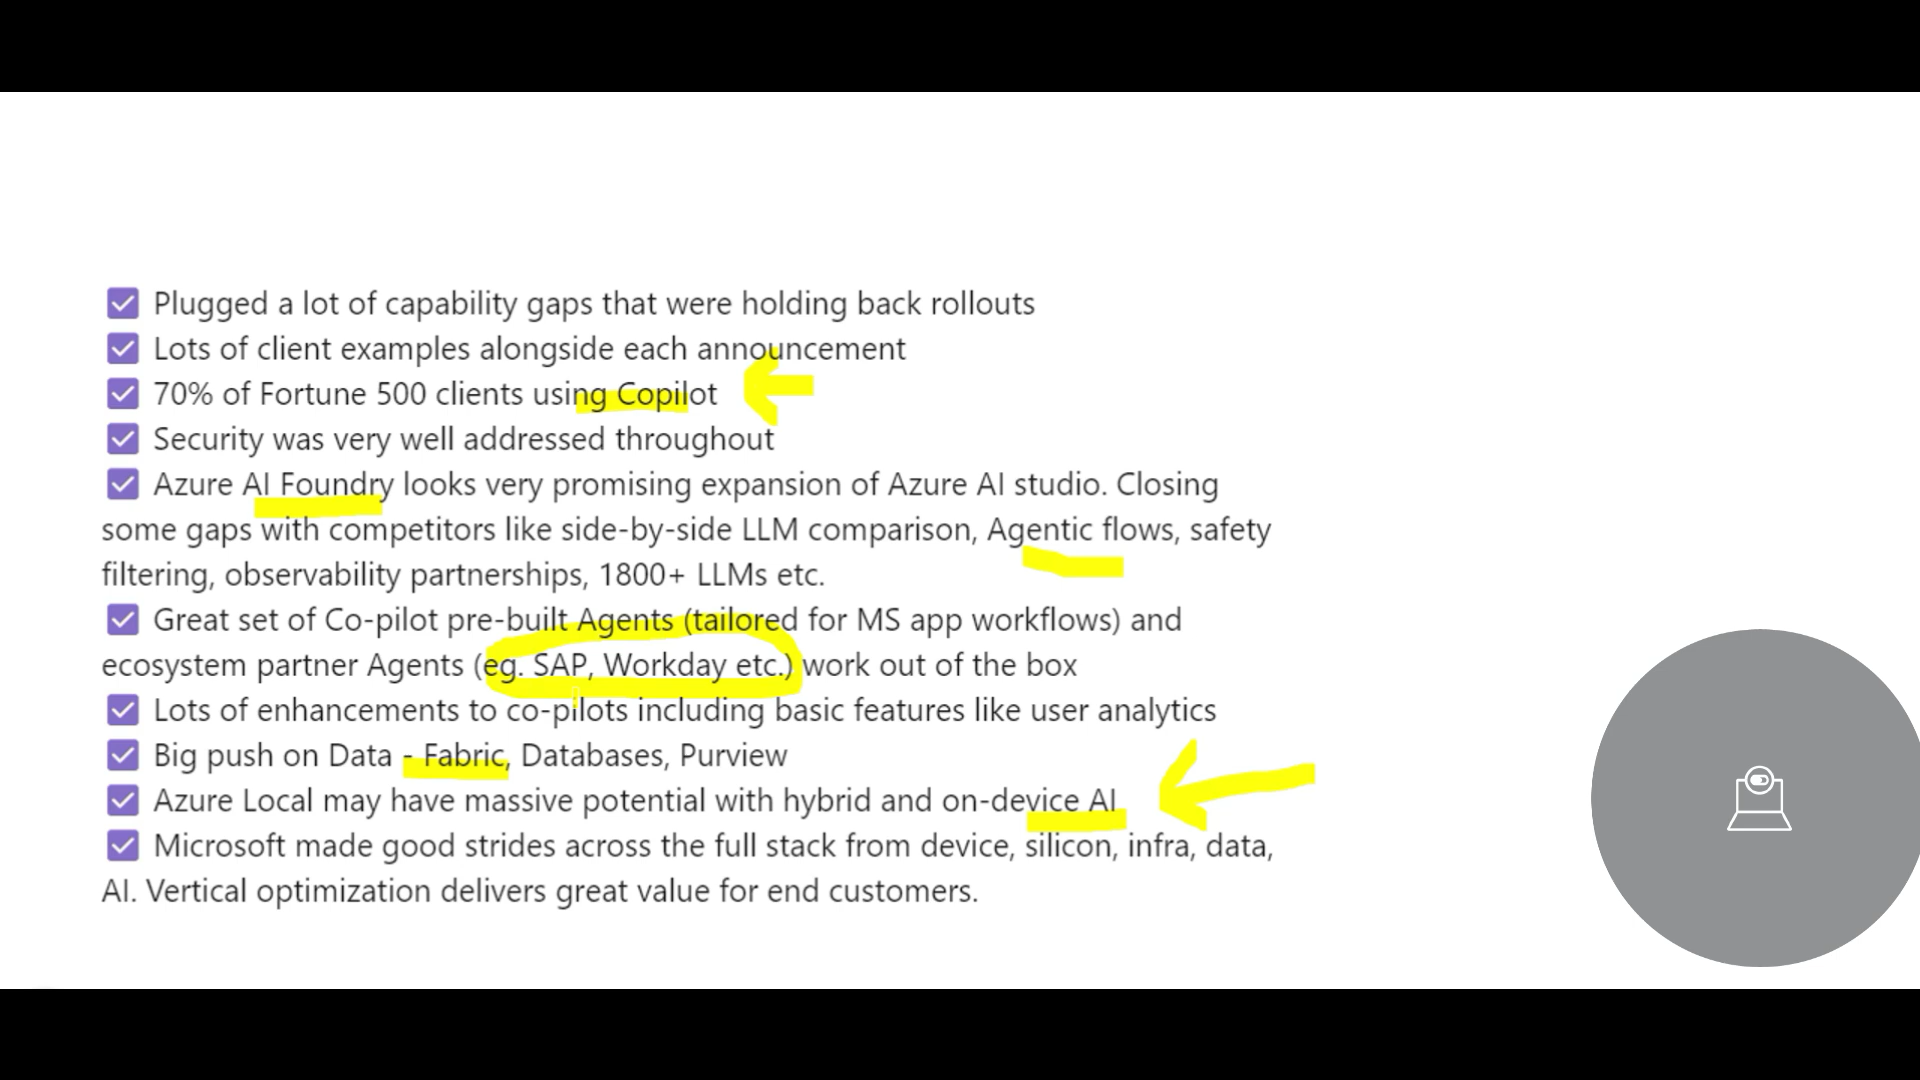 Plugged a lot of capability gaps that were holding back rollouts
Lots of client examples alongside each announcement
70% of Fortune 500 clients using Copilot
Security was very well addressed throughout
Azure AI Foundry looks very promising expansion of Azure AI studio. Closing
some gaps with competitors like side-by-side LLM comparison, Agentic flows, safety
filtering, observability partnerships, 1800+ LLMs etc.
Great set of Co-pilot pre-built Agents (tailored for MS app workflows) and
ecosystem partner Agents (eg. SAP, Workday etc.) work out of the box
Lots of enhancements to co-pilots including basic features like user analytics
Big push on Data - Fabric, Databases, Purview
Azure Local may have massive potential with hybrid and on-device AI
Microsoft made good strides across the full stack from device, silicon, infra, data,
AI. Vertical optimization delivers great value for end customers.